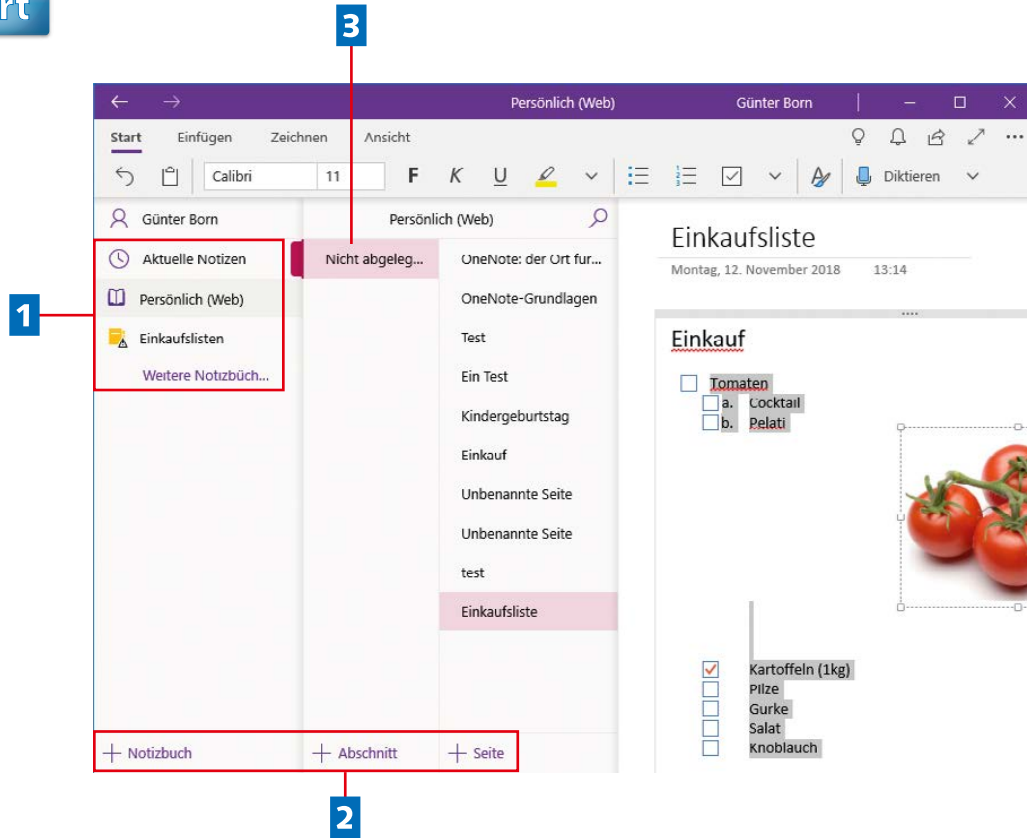 rt
3
Persönlich (Web) Günter Born
Start Einfügen Zeichnen Ansicht
Calibri 11 F K U Diktieren
Günter Born Persönlich (Web)
Aktuelle Notizen
Persönlich (Web)
Einkaufslisten
Weitere Notizbüch...
1
Nicht abgeleg...
OneNote: der Ort für...
OneNote-Grundlagen
Test
Ein Test
Kindergeburtstag
Einkauf
Unbenannte Seite
Unbenannte Seite
test
Einkaufsliste
Einkaufsliste
Montag, 12. November 2018 13:14
Einkauf
Tomaten
a. Cocktail
b. Pelati
Kartoffeln (1kg)
Pilze
Gurke
Salat
Knoblauch
+ Notizbuch + Abschnitt + Seite
2